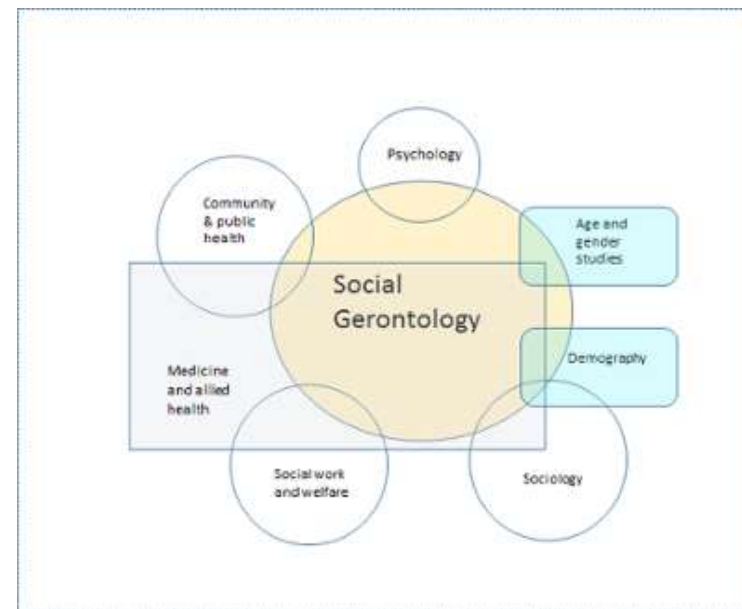 Psychology
Community
& public
health
Age and
gender
studies
Social
Gerontology
Demography
Medicine
and allied
health
Social work
and welfare
Sociology